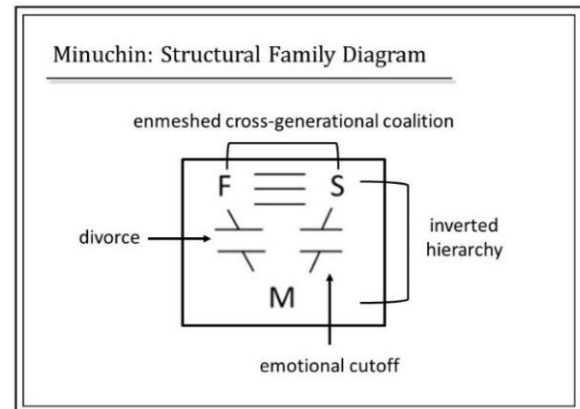 Minuchin: Structural Family Diagram
enmeshed cross-generational coalition
F S
divorce
inverted
hierarchy
M
emotional cutoff